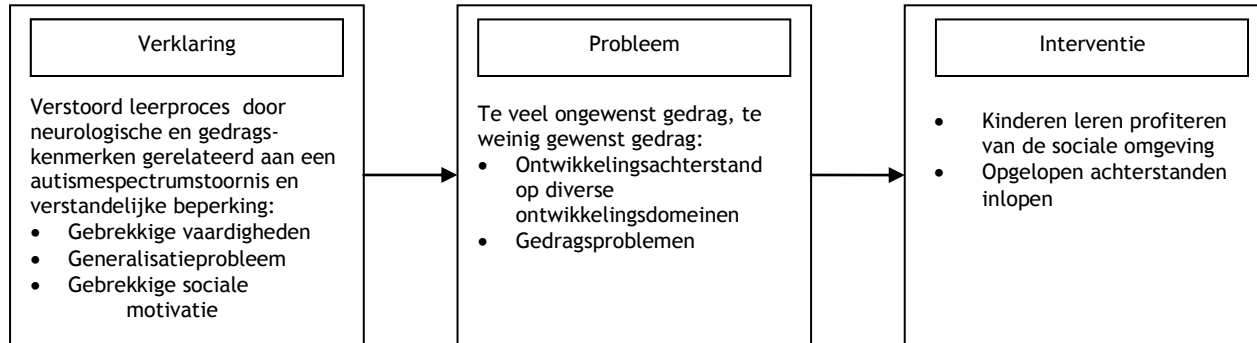 Verklaring
Verstoord leerproces door
neurologische en gedrags-
kenmerken gerelateerd aan een
autismespectrumstoornis en
verstandelijke beperking:
• Gebrekkige vaardigheden
• Generalisatieprobleem
• Gebrekkige sociale
motivatie
Probleem
Te veel ongewenst gedrag, te
weinig gewenst gedrag:
• Ontwikkelingsachterstand
op diverse
ontwikkelingsdomeinen
• Gedragsproblemen
Interventie
• Kinderen leren profiteren
van de sociale omgeving
• Opgelopen achterstanden
inlopen